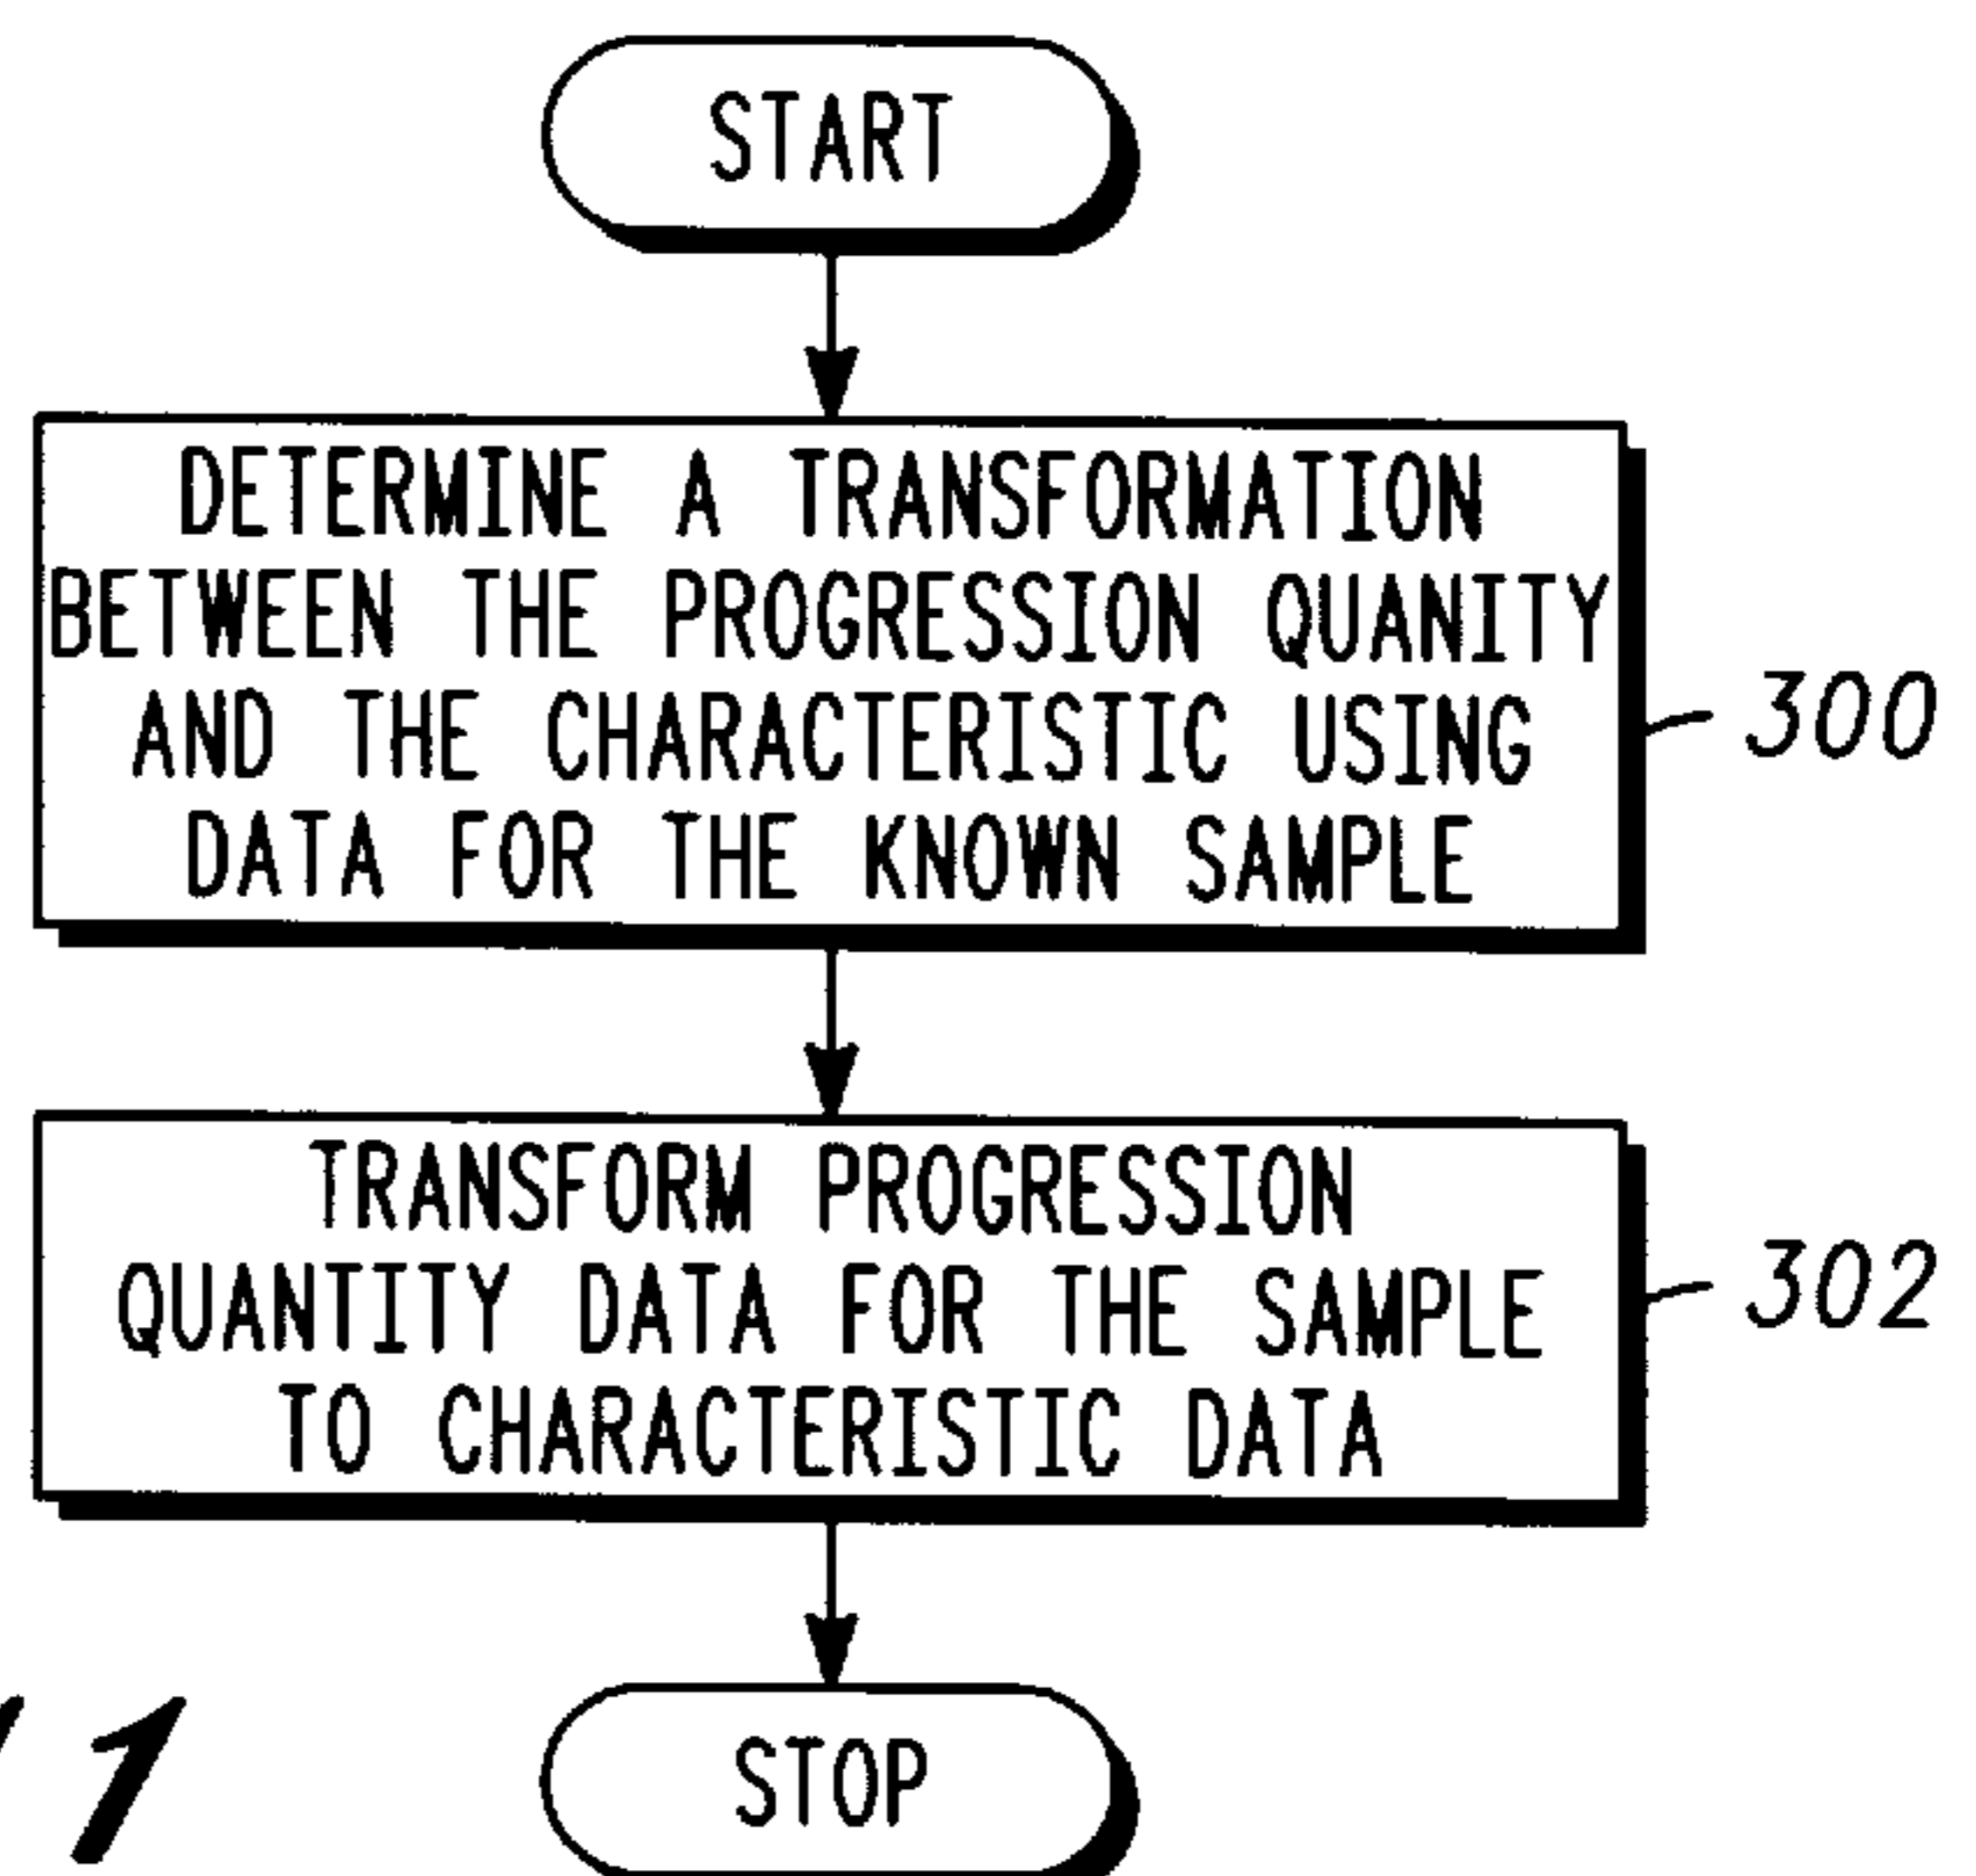 START
DETERMINE A TRANSFORMATION
BETWEEN THE PROGRESSION QUANITY
AND THE CHARACTERISTIC USING
DATA FOR THE KNOWN SAMPLE
300
TRANSFORM PROGRESSION
QUANTITY DATA FOR THE SAMPLE
TO CHARACTERISTIC DATA
302
STOP